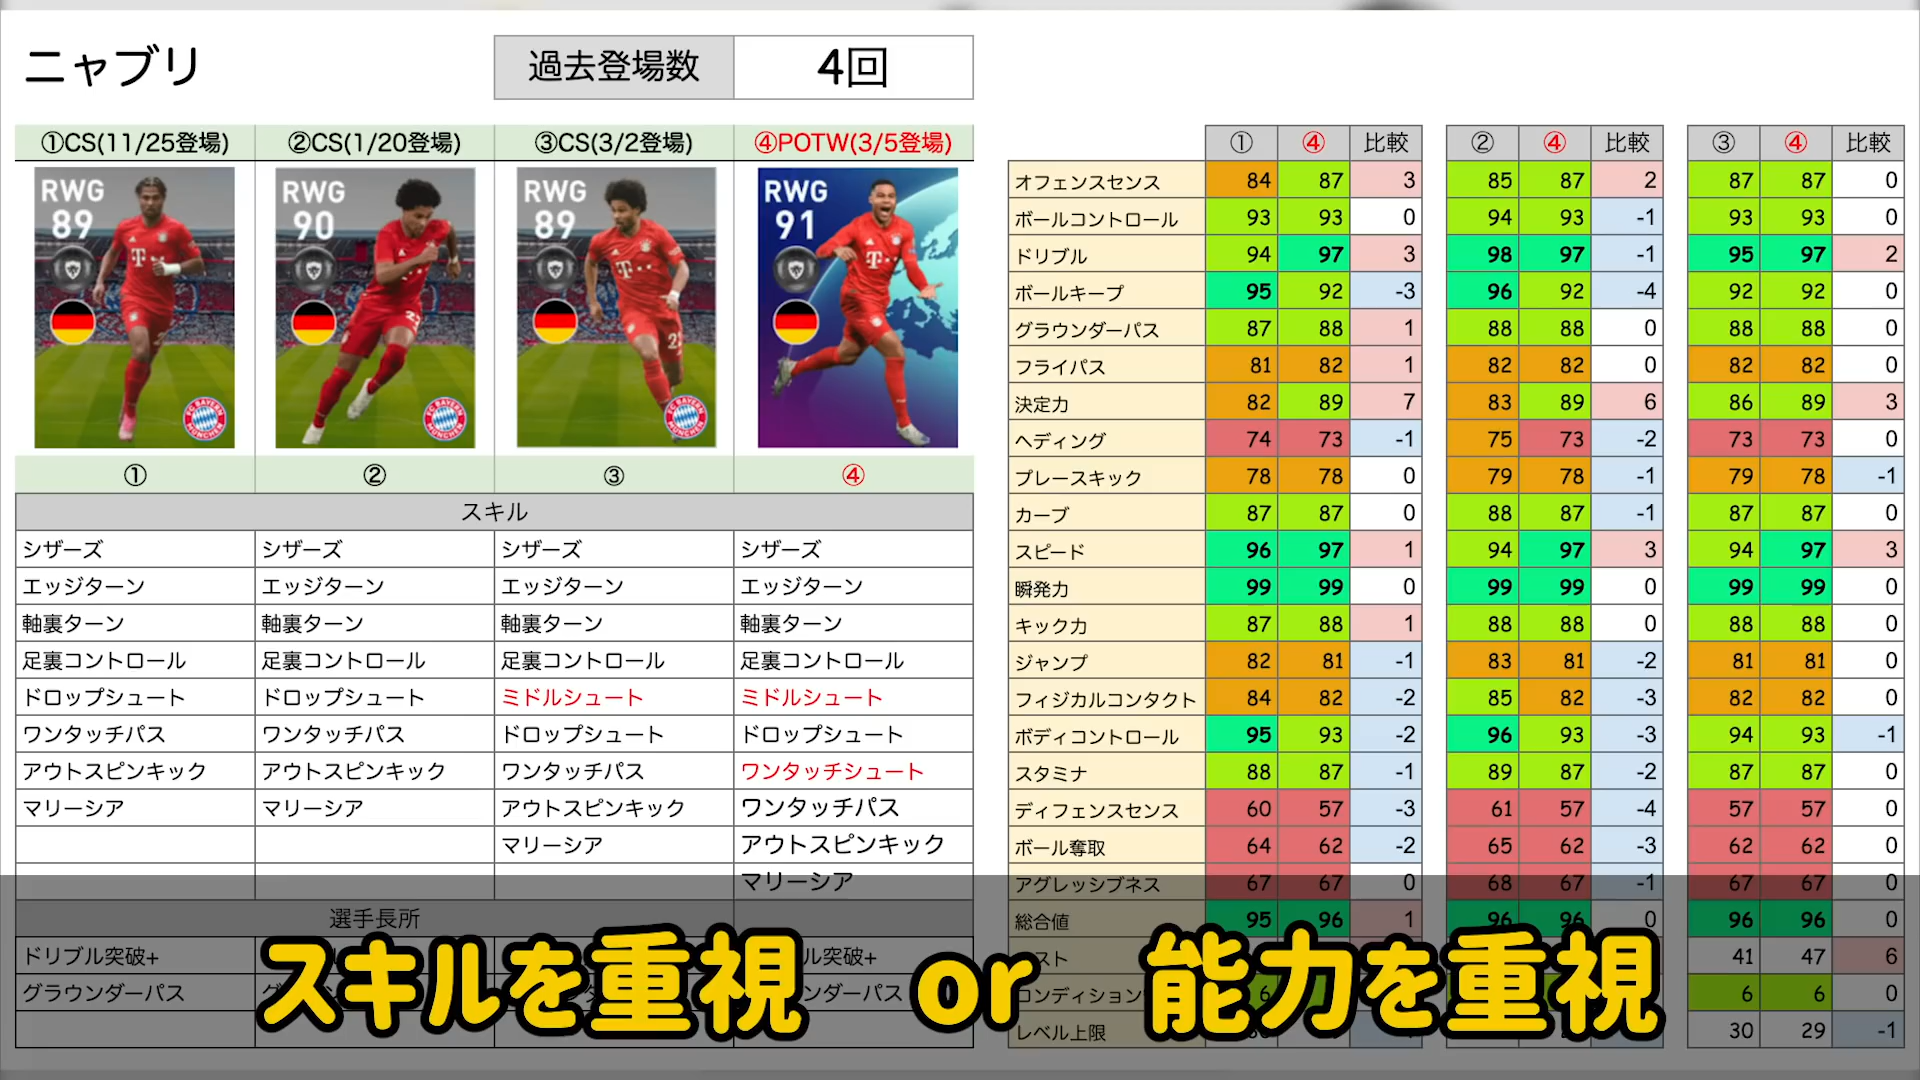 ニャブリ
過去登場数 4回
①CS(11/25登場) ②CS(1/20登場) ③CS(3/2登場) ④POTW(3/5登場)
RWG 89 RWG 90 RWG 89 RWG 91
① ② ③ ④
スキル
シザーズ シザーズ シザーズ シザーズ
エッジターン エッジターン エッジターン エッジターン
軸裏ターン 軸裏ターン 軸裏ターン 軸裏ターン
足裏コントロール 足裏コントロール 足裏コントロール 足裏コントロール
ドロップシュート ドロップシュート ミドルシュート ミドルシュート
ワンタッチパス ワンタッチパス ドロップシュート ドロップシュート
アウトスピンキック アウトスピンキック ワンタッチパス ワンタッチシュート
マリーシア マリーシア アウトスピンキック ワンタッチパス
マリーシア アウトスピンキック
マリーシア
選手長所
ドリブル突破+ ル突破+
グラウンダーパス ンダーパス
① ④ 比較 ② ④ 比較 ③ ④ 比較
オフェンスセンス 84 87 3 85 87 2 87 87 0
ボールコントロール 93 93 0 94 93 -1 93 93 0
ドリブル 94 97 3 98 97 -1 95 97 2
ボールキープ 95 92 -3 96 92 -4 92 92 0
グラウンダーパス 87 88 1 88 88 0 88 88 0
フライパス 81 82 1 82 82 0 82 82 0
決定力 82 89 7 83 89 6 86 89 3
ヘディング 74 73 -1 75 73 -2 73 73 0
プレースキック 78 78 0 79 78 -1 79 78 -1
カーブ 87 87 0 88 87 -1 87 87 0
スピード 96 97 1 94 97 3 94 97 3
瞬発力 99 99 0 99 99 0 99 99 0
キック力 87 88 1 88 88 0 88 88 0
ジャンプ 82 81 -1 83 81 -2 81 81 0
フィジカルコンタクト 84 82 -2 85 82 -3 82 82 0
ボディコントロール 95 93 -2 96 93 -3 94 93 -1
スタミナ 88 87 -1 89 87 -2 87 87 0
ディフェンスセンス 60 57 -3 61 57 -4 57 57 0
ボール奪取 64 62 -2 65 62 -3 62 62 0
アグレッシブネス 67 67 0 68 67 -1 67 67 0
総合値 95 96 1 96 96 0 96 96 0
スト 41 47 6
コンディション 6 6 6 0
レベル上限 30 29 -1
スキルを重視 or 能力を重視